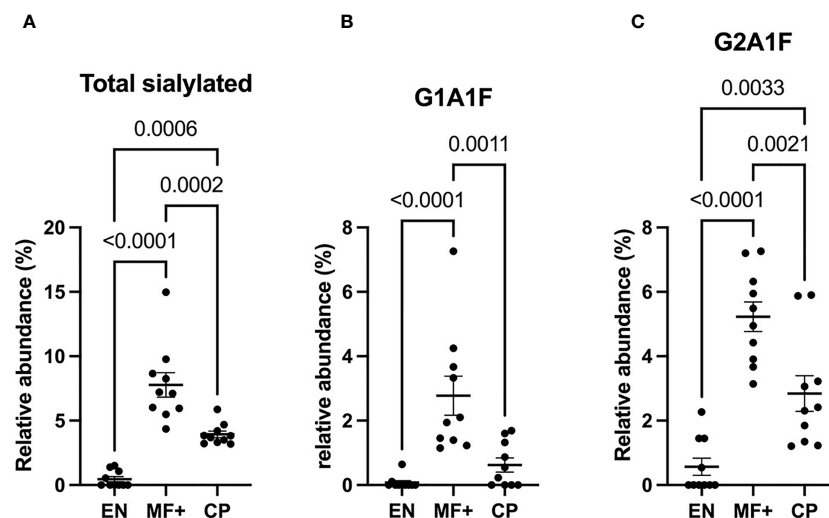 A
Total sialylated
0.0006
0.0002
<0.0001
Relative abundance (%)
20
15
10
5
0
EN MF+ CP
B
G1A1F
0.0011
<0.0001
relative abundance (%)
8
6
4
2
0
EN MF+ CP
C
G2A1F
0.0033
0.0021
<0.0001
Relative abundance (%)
8
6
4
2
0
EN MF+ CP